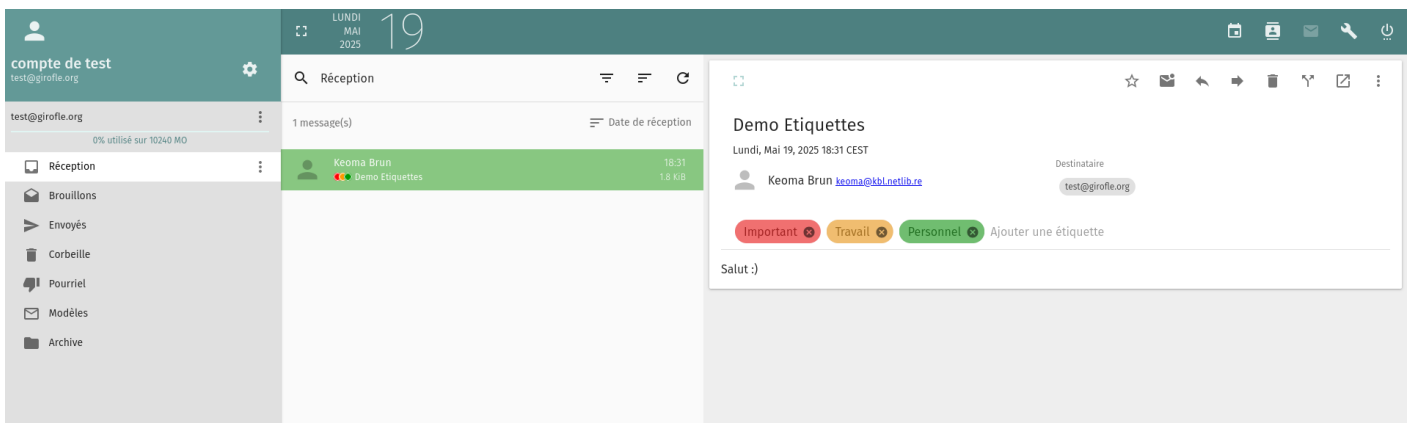 compte de test
test@girofle.org
test@girofle.org
0% utilisé sur 10240 MO
Réception
Brouillons
Envoyés
Corbeille
Pourriel
Modèles
Archive
LUNDI
MAI
2025
19
Réception
1 message(s)
Date de réception
Keoma Brun
18:31
Demo Etiquettes
1.8 KiB
Demo Etiquettes
Lundi, Mai 19, 2025 18:31 CEST
Keoma Brun keoma@kbl.netlib.re
Destinataire
test@girofle.org
Important Travail Personnel Ajouter une étiquette
Salut :)